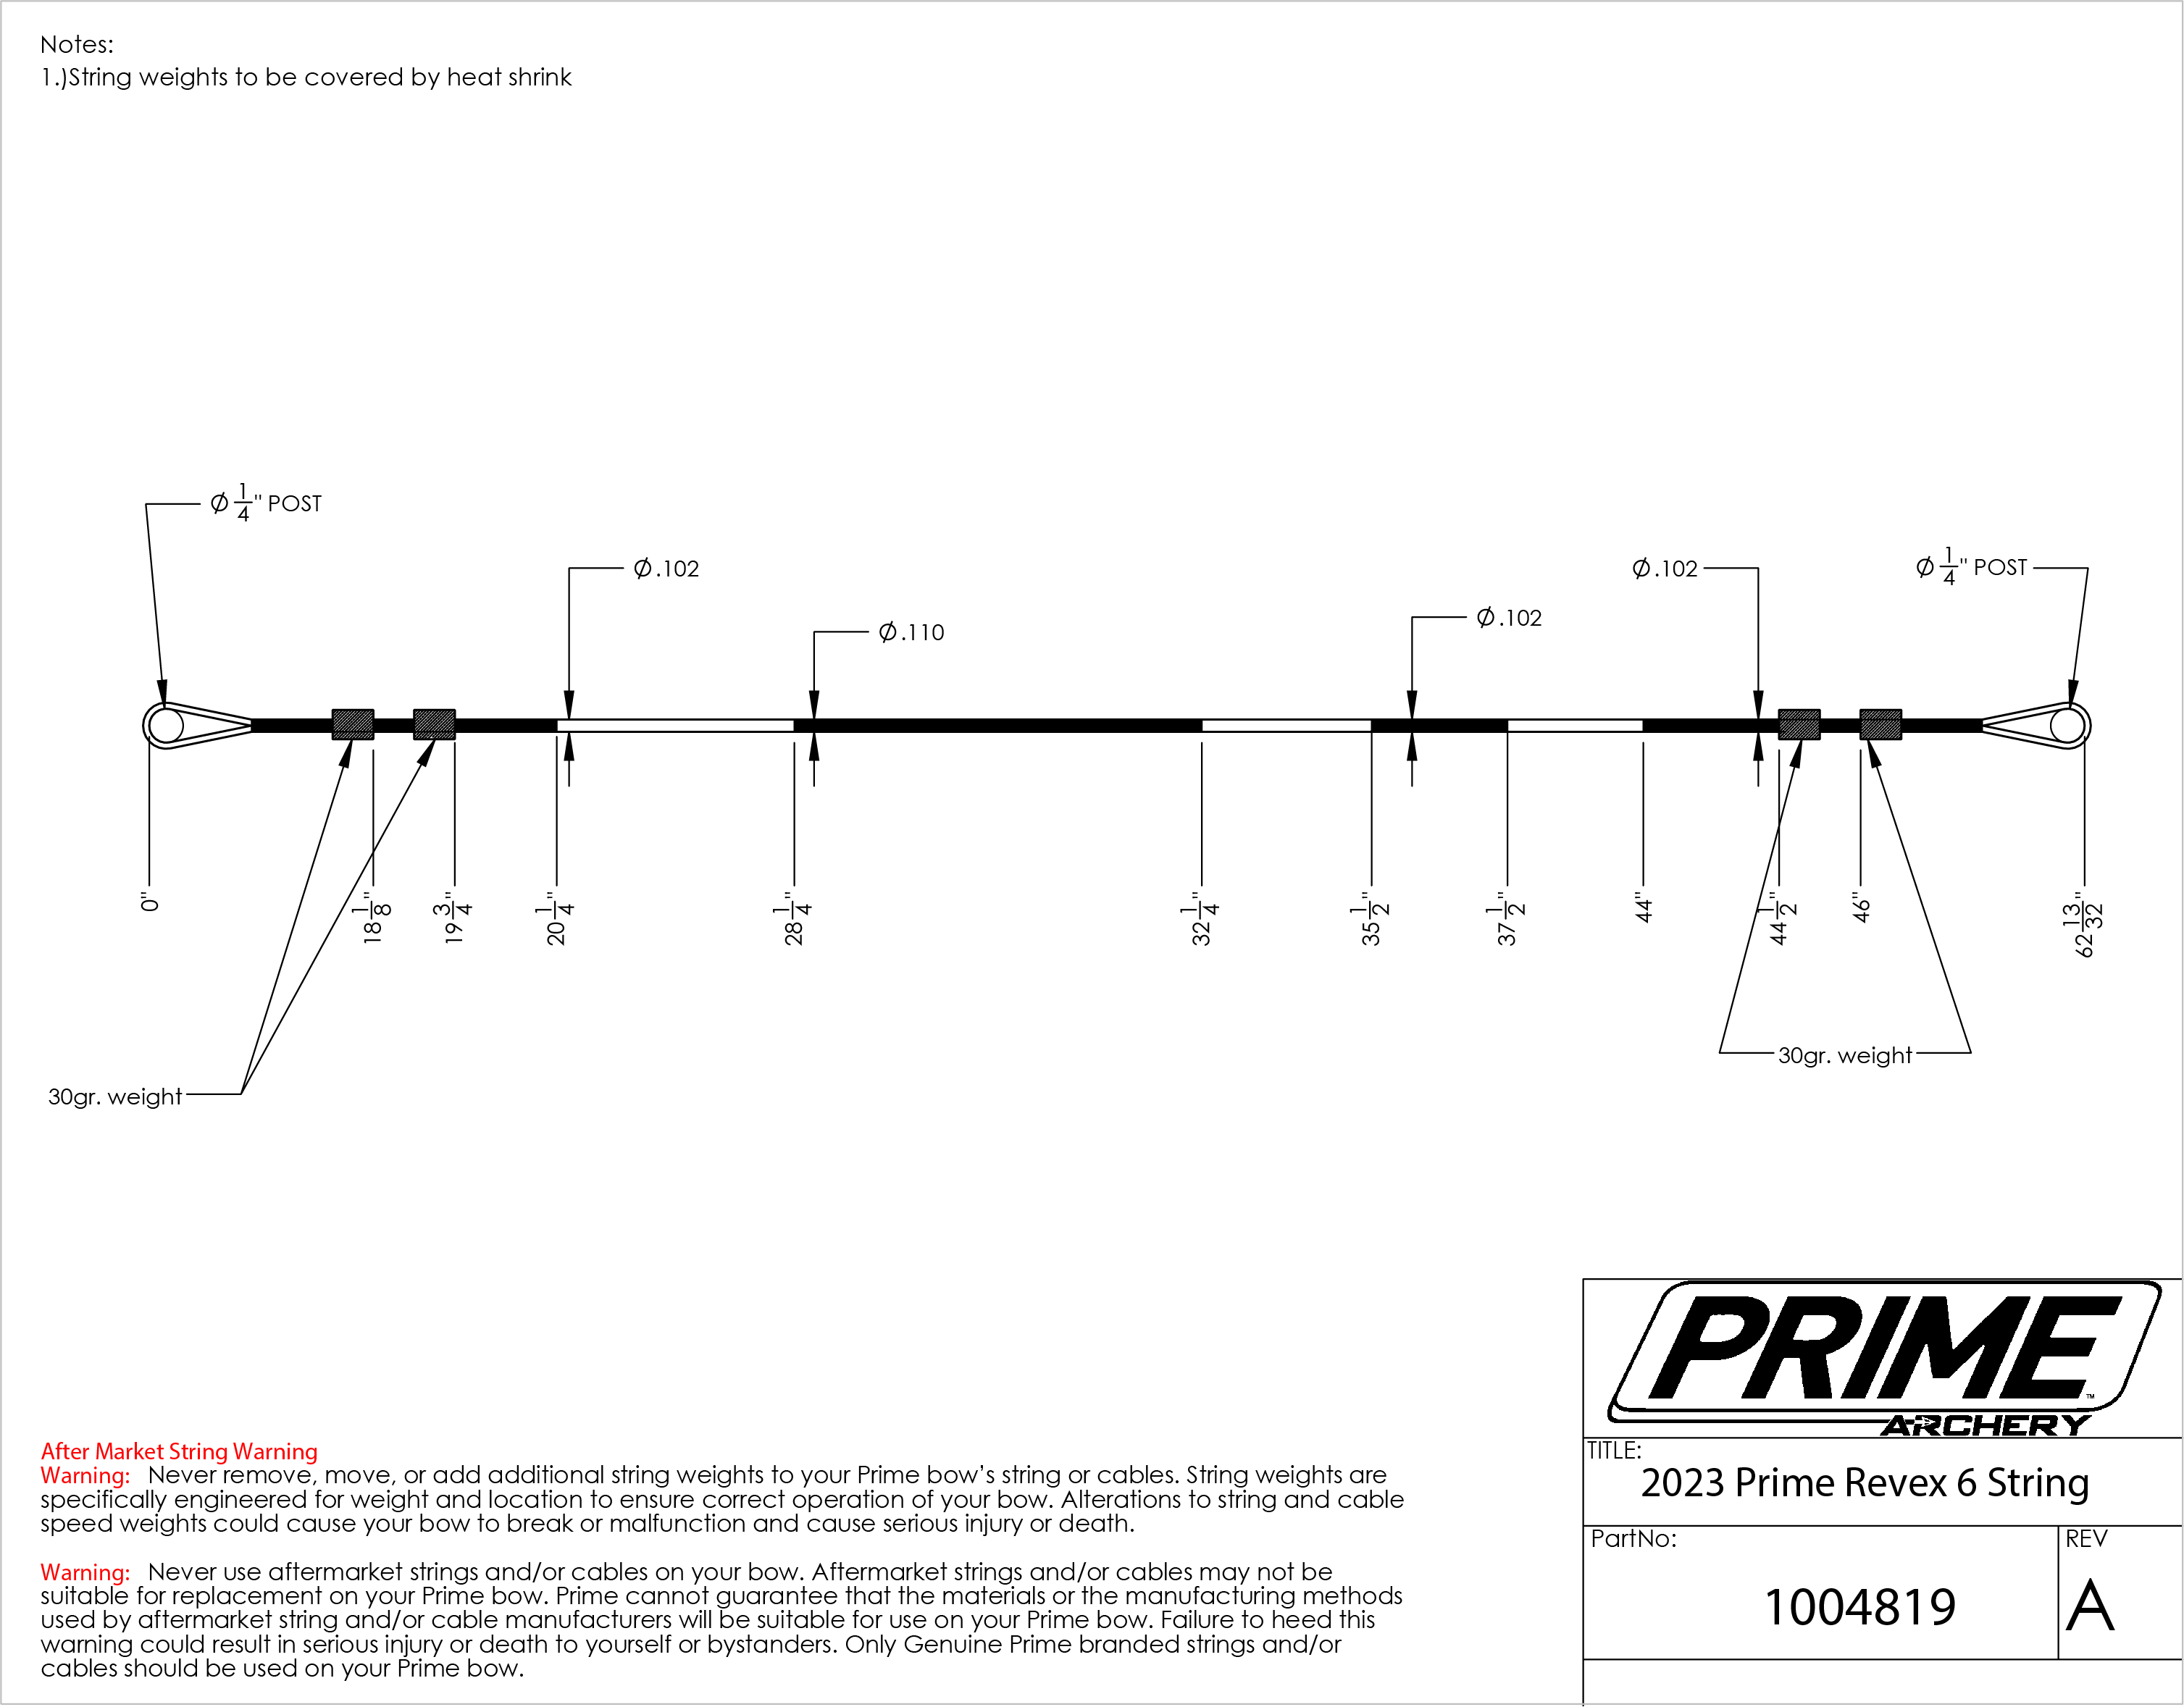 Notes:
1.)String weights to be covered by heat shrink
Ø 1/4" POST
Ø.102
Ø.110
Ø.102
Ø.102
Ø 1/4" POST
0"
18 1/8"
19 3/4"
20 1/4"
28 1/4"
32 1/4"
35 1/2"
37 1/2"
44"
44 1/2"
46"
62 13/32"
30gr. weight
30gr. weight
PRIME ™
ARCHERY
TITLE:
2023 Prime Revex 6 String
PartNo:
REV
1004819
A
After Market String Warning
Warning: Never remove, move, or add additional string weights to your Prime bow’s string or cables. String weights are
specifically engineered for weight and location to ensure correct operation of your bow. Alterations to string and cable
speed weights could cause your bow to break or malfunction and cause serious injury or death.
Warning: Never use aftermarket strings and/or cables on your bow. Aftermarket strings and/or cables may not be
suitable for replacement on your Prime bow. Prime cannot guarantee that the materials or the manufacturing methods
used by aftermarket string and/or cable manufacturers will be suitable for use on your Prime bow. Failure to heed this
warning could result in serious injury or death to yourself or bystanders. Only Genuine Prime branded strings and/or
cables should be used on your Prime bow.